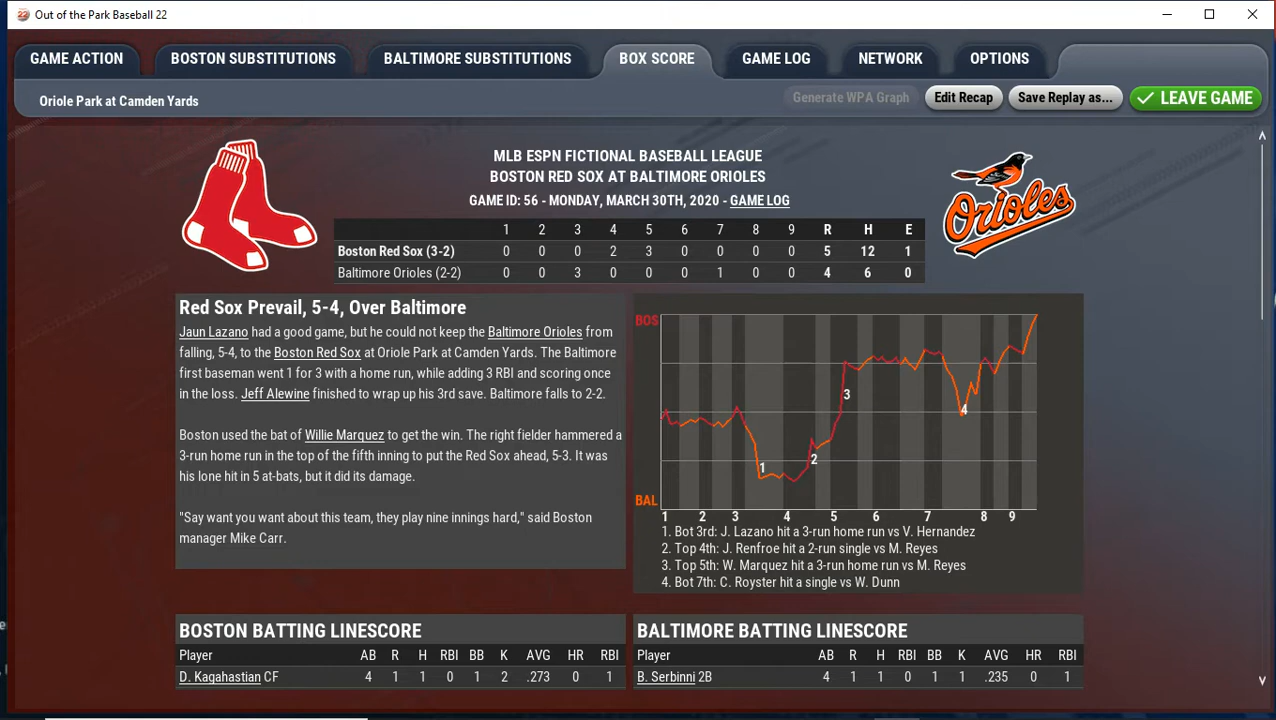 Out of the Park Baseball 22
GAME ACTION BOSTON SUBSTITUTIONS BALTIMORE SUBSTITUTIONS BOX SCORE GAME LOG NETWORK OPTIONS
Oriole Park at Camden Yards Generate WPA Graph Edit Recap Save Replay as... LEAVE GAME
MLB ESPN FICTIONAL BASEBALL LEAGUE
BOSTON RED SOX AT BALTIMORE ORIOLES
GAME ID: 56 - MONDAY, MARCH 30TH, 2020 - GAME LOG
Orioles
1 2 3 4 5 6 7 8 9 R H E
Boston Red Sox (3-2) 0 0 0 2 3 0 0 0 0 5 12 1
Baltimore Orioles (2-2) 0 0 3 0 0 0 1 0 0 4 6 0
Red Sox Prevail, 5-4, Over Baltimore
Jaun Lazano had a good game, but he could not keep the Baltimore Orioles from
falling, 5-4, to the Boston Red Sox at Oriole Park at Camden Yards. The Baltimore
first baseman went 1 for 3 with a home run, while adding 3 RBI and scoring once
in the loss. Jeff Alewine finished to wrap up his 3rd save. Baltimore falls to 2-2.
Boston used the bat of Willie Marquez to get the win. The right fielder hammered a
3-run home run in the top of the fifth inning to put the Red Sox ahead, 5-3. It was
his lone hit in 5 at-bats, but it did its damage.
"Say want you want about this team, they play nine innings hard," said Boston
manager Mike Carr.
BOS
3
4
2
1
BAL
1 2 3 4 5 6 7 8 9
1. Bot 3rd: J. Lazano hit a 3-run home run vs V. Hernandez
2. Top 4th: J. Renfroe hit a 2-run single vs M. Reyes
3. Top 5th: W. Marquez hit a 3-run home run vs M. Reyes
4. Bot 7th: C. Royster hit a single vs W. Dunn
BOSTON BATTING LINESCORE
Player AB R H RBI BB K AVG HR RBI
D. Kagahastian CF 4 1 1 0 1 2 .273 0 1
BALTIMORE BATTING LINESCORE
Player AB R H RBI BB K AVG HR RBI
B. Serbinni 2B 4 1 1 0 1 1 .235 0 1